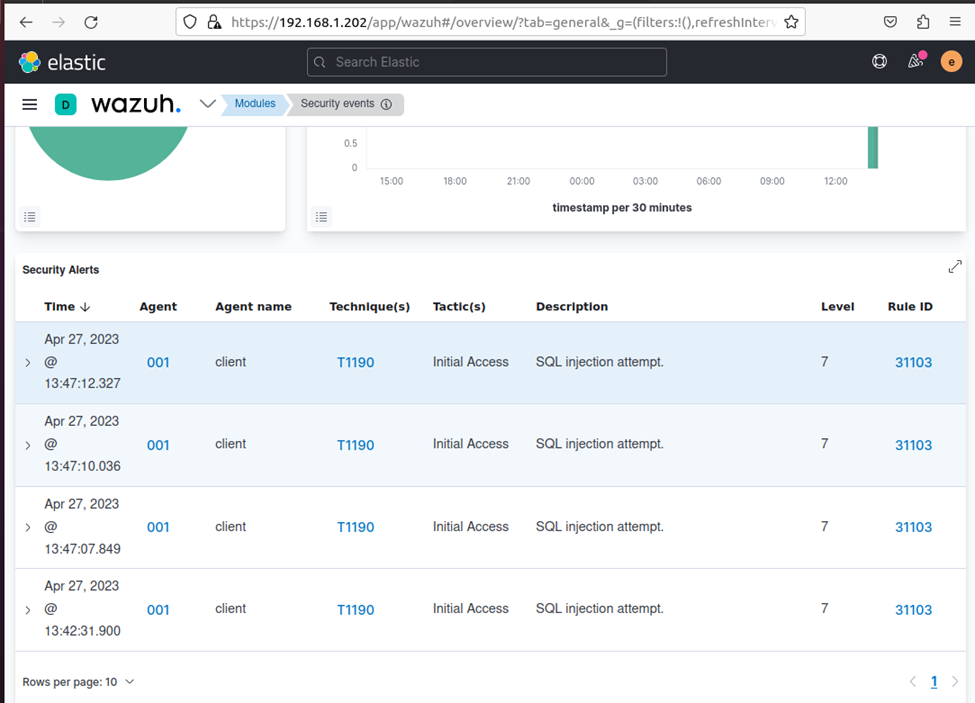 https://192.168.1.202/app/wazuh#/overview/?tab=general&_g=(filters:!(),refreshInterv
elastic
Search Elastic
e
D
wazuh.
Modules
Security events
0.5
0
15:00 18:00 21:00 00:00 03:00 06:00 09:00 12:00
timestamp per 30 minutes
Security Alerts
Time Agent Agent name Technique(s) Tactic(s) Description Level Rule ID
Apr 27, 2023
@
13:47:12.327
001 client T1190 Initial Access SQL injection attempt. 7 31103
Apr 27, 2023
@
13:47:10.036
001 client T1190 Initial Access SQL injection attempt. 7 31103
Apr 27, 2023
@
13:47:07.849
001 client T1190 Initial Access SQL injection attempt. 7 31103
Apr 27, 2023
@
13:42:31.900
001 client T1190 Initial Access SQL injection attempt. 7 31103
Rows per page: 10
1